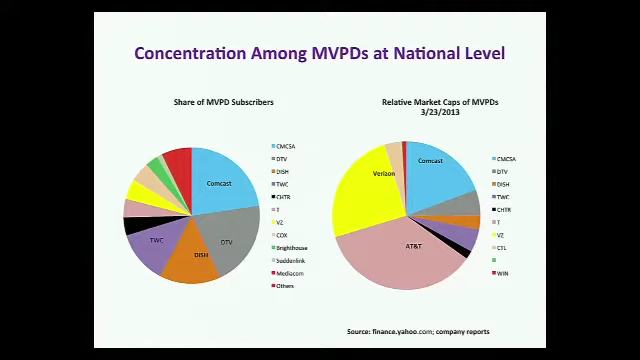 Concentration Among MVPDs at National Level
Share of MVPD Subscribers
CMCSA
DTV
DISH
TWC
CHTR
T
VZ
COX
Brighthouse
Suddenlink
Mediacom
Others
Comcast
DTV
DISH
TWC
Relative Market Caps of MVPDs
3/23/2013
CMCSA
DTV
DISH
TWC
CHTR
T
VZ
CTL
WIN
Comcast
Verizon
AT&T
Source: finance.yahoo.com; company reports